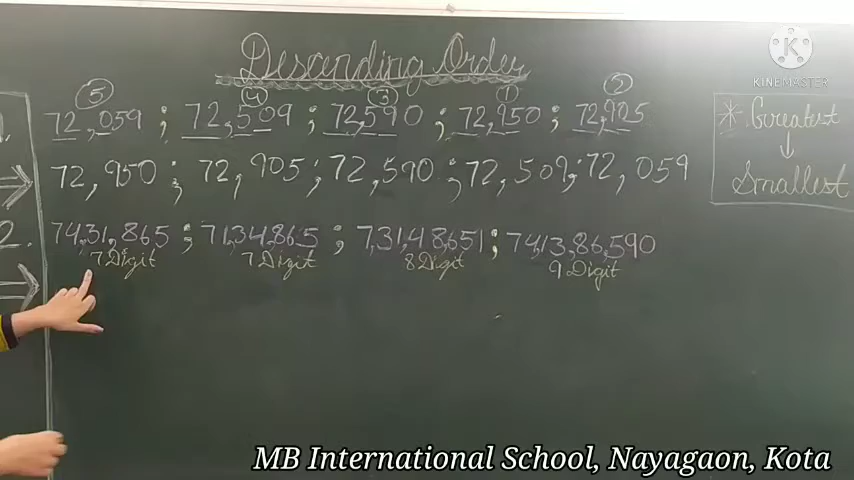 Descending Order
KINEMASTER
⑤ ④ ③ ① ②
72,059 ; 72,509 ; 72,590 ; 72,950 ; 72,905
*. Greatest
↓
Smallest
1.
→ 72,950 ; 72,905 ; 72,590 ; 72,509 ; 72,059
2. 74,31,865 ; 71,34,865 ; 7,31,48,651 ; 74,13,86,590
7 Digit 7 Digit 8 Digit 9 Digit
→
MB International School, Nayagaon, Kota